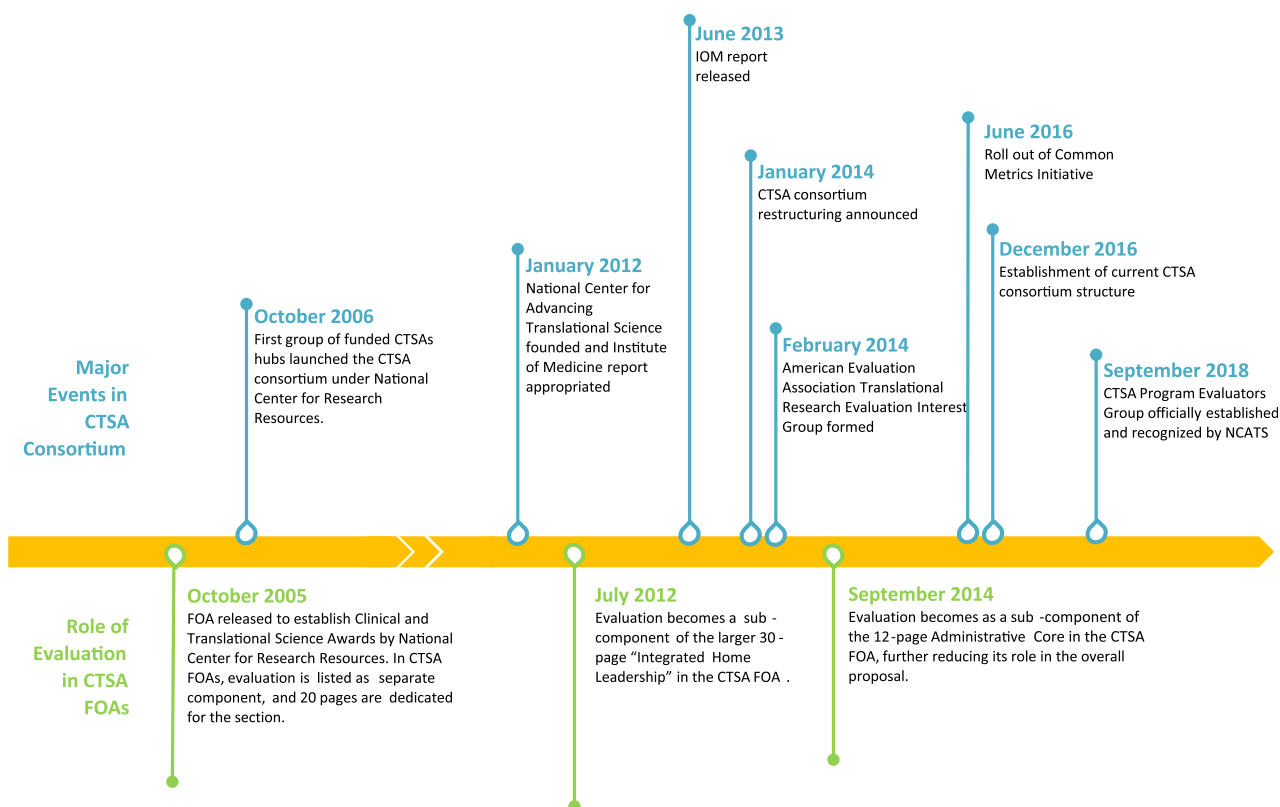 June 2013
IOM report
released
June 2016
Roll out of Common
Metrics Initiative
January 2014
CTSA consortium
restructuring announced
December 2016
Establishment of current CTSA
consortium structure
January 2012
National Center for
Advancing
Translational Science
founded and Institute
of Medicine report
appropriated
October 2006
First group of funded CTSAs
hubs launched the CTSA
consortium under National
Center for Research
Resources.
February 2014
American Evaluation
Association Translational
Research Evaluation Interest
Group formed
September 2018
CTSA Program Evaluators
Group officially established
and recognized by NCATS
Major
Events in
CTSA
Consortium
Role of
Evaluation
in CTSA
FOAs
October 2005
FOA released to establish Clinical and
Translational Science Awards by National
Center for Research Resources. In CTSA
FOAs, evaluation is listed as separate
component, and 20 pages are dedicated
for the section.
July 2012
Evaluation becomes a sub -
component of the larger 30 -
page “Integrated Home
Leadership” in the CTSA FOA .
September 2014
Evaluation becomes as a sub -component of
the 12-page Administrative Core in the CTSA
FOA, further reducing its role in the overall
proposal.